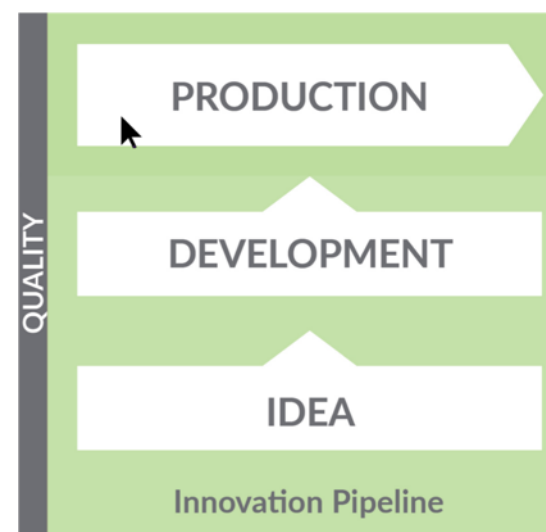 QUALITY
PRODUCTION
DEVELOPMENT
IDEA
Innovation Pipeline